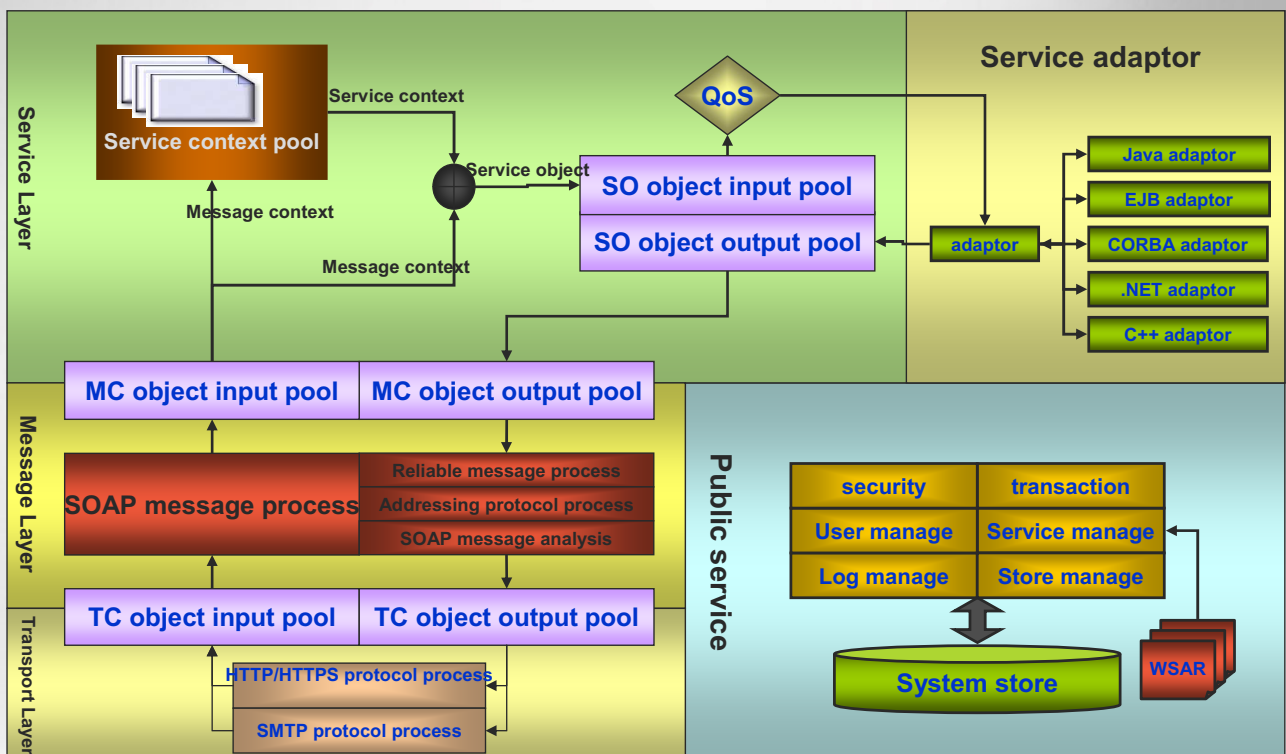 Service Layer
Service context pool
Service context
Message context
Message context
Service object
QoS
SO object input pool
SO object output pool
Service adaptor
adaptor
Java adaptor
EJB adaptor
CORBA adaptor
.NET adaptor
C++ adaptor
Message Layer
MC object input pool
MC object output pool
SOAP message process
Reliable message process
Addressing protocol process
SOAP message analysis
TC object input pool
TC object output pool
Transport Layer
HTTP/HTTPS protocol process
SMTP protocol process
Public service
security
transaction
User manage
Service manage
Log manage
Store manage
System store
WSAR